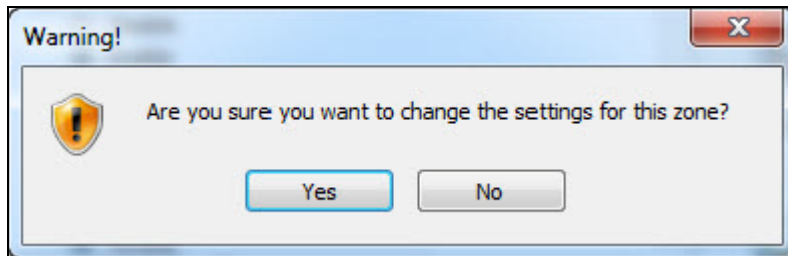 Warning!
Are you sure you want to change the settings for this zone?
Yes
No